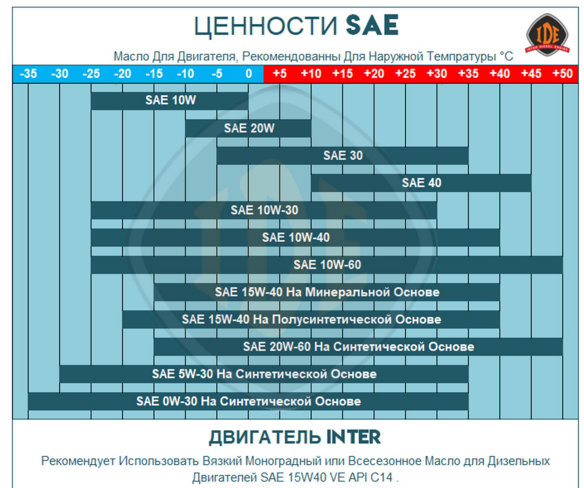 ЦЕННОСТИ SAE
IDE
Масло Для Двигателя, Рекомендованны Для Наружной Темпратуры °C
-35 -30 -25 -20 -15 -10 -5 0 +5 +10 +15 +20 +25 +30 +35 +40 +45 +50
SAE 10W
SAE 20W
SAE 30
SAE 40
SAE 10W-30
SAE 10W-40
SAE 10W-60
SAE 15W-40 На Минеральной Основе
SAE 15W-40 На Полусинтетической Основе
SAE 20W-60 На Синтетической Основе
SAE 5W-30 На Синтетической Основе
SAE 0W-30 На Синтетической Основе
ДВИГАТЕЛЬ INTER
Рекомендует Использовать Вязкий Моноградный или Всесезонное Масло для Дизельных
Двигателей SAE 15W40 VE API C14 .